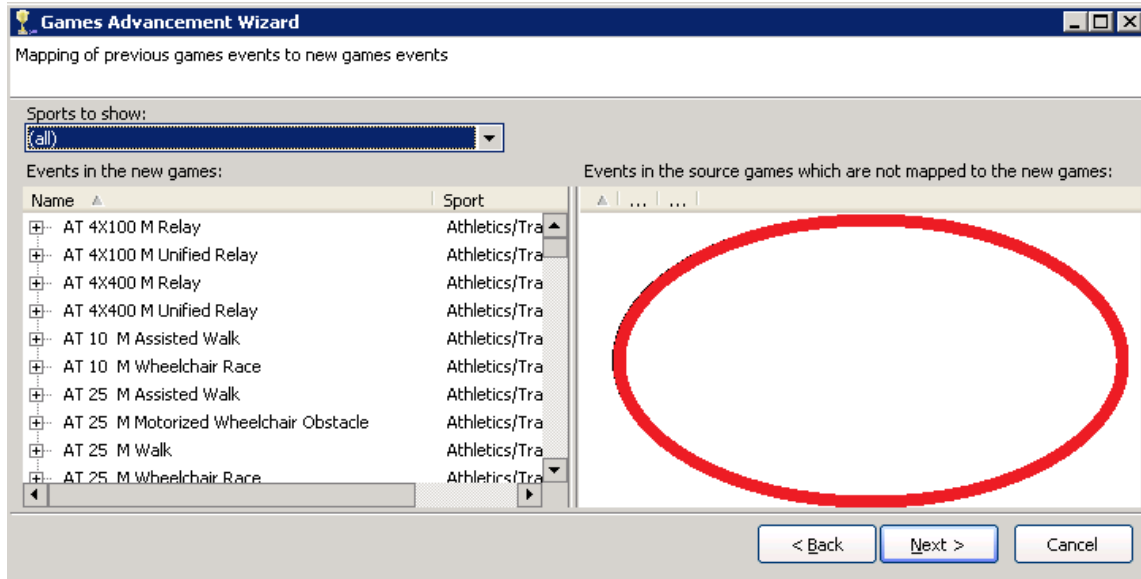 Games Advancement Wizard
Mapping of previous games events to new games events
Sports to show:
(all)
Events in the new games:
Name Sport
AT 4X100 M Relay Athletics/Tra
AT 4X100 M Unified Relay Athletics/Tra
AT 4X400 M Relay Athletics/Tra
AT 4X400 M Unified Relay Athletics/Tra
AT 10 M Assisted Walk Athletics/Tra
AT 10 M Wheelchair Race Athletics/Tra
AT 25 M Assisted Walk Athletics/Tra
AT 25 M Motorized Wheelchair Obstacle Athletics/Tra
AT 25 M Walk Athletics/Tra
AT 25 M Wheelchair Race Athletics/Tra
Events in the source games which are not mapped to the new games:
... ...
< Back Next > Cancel